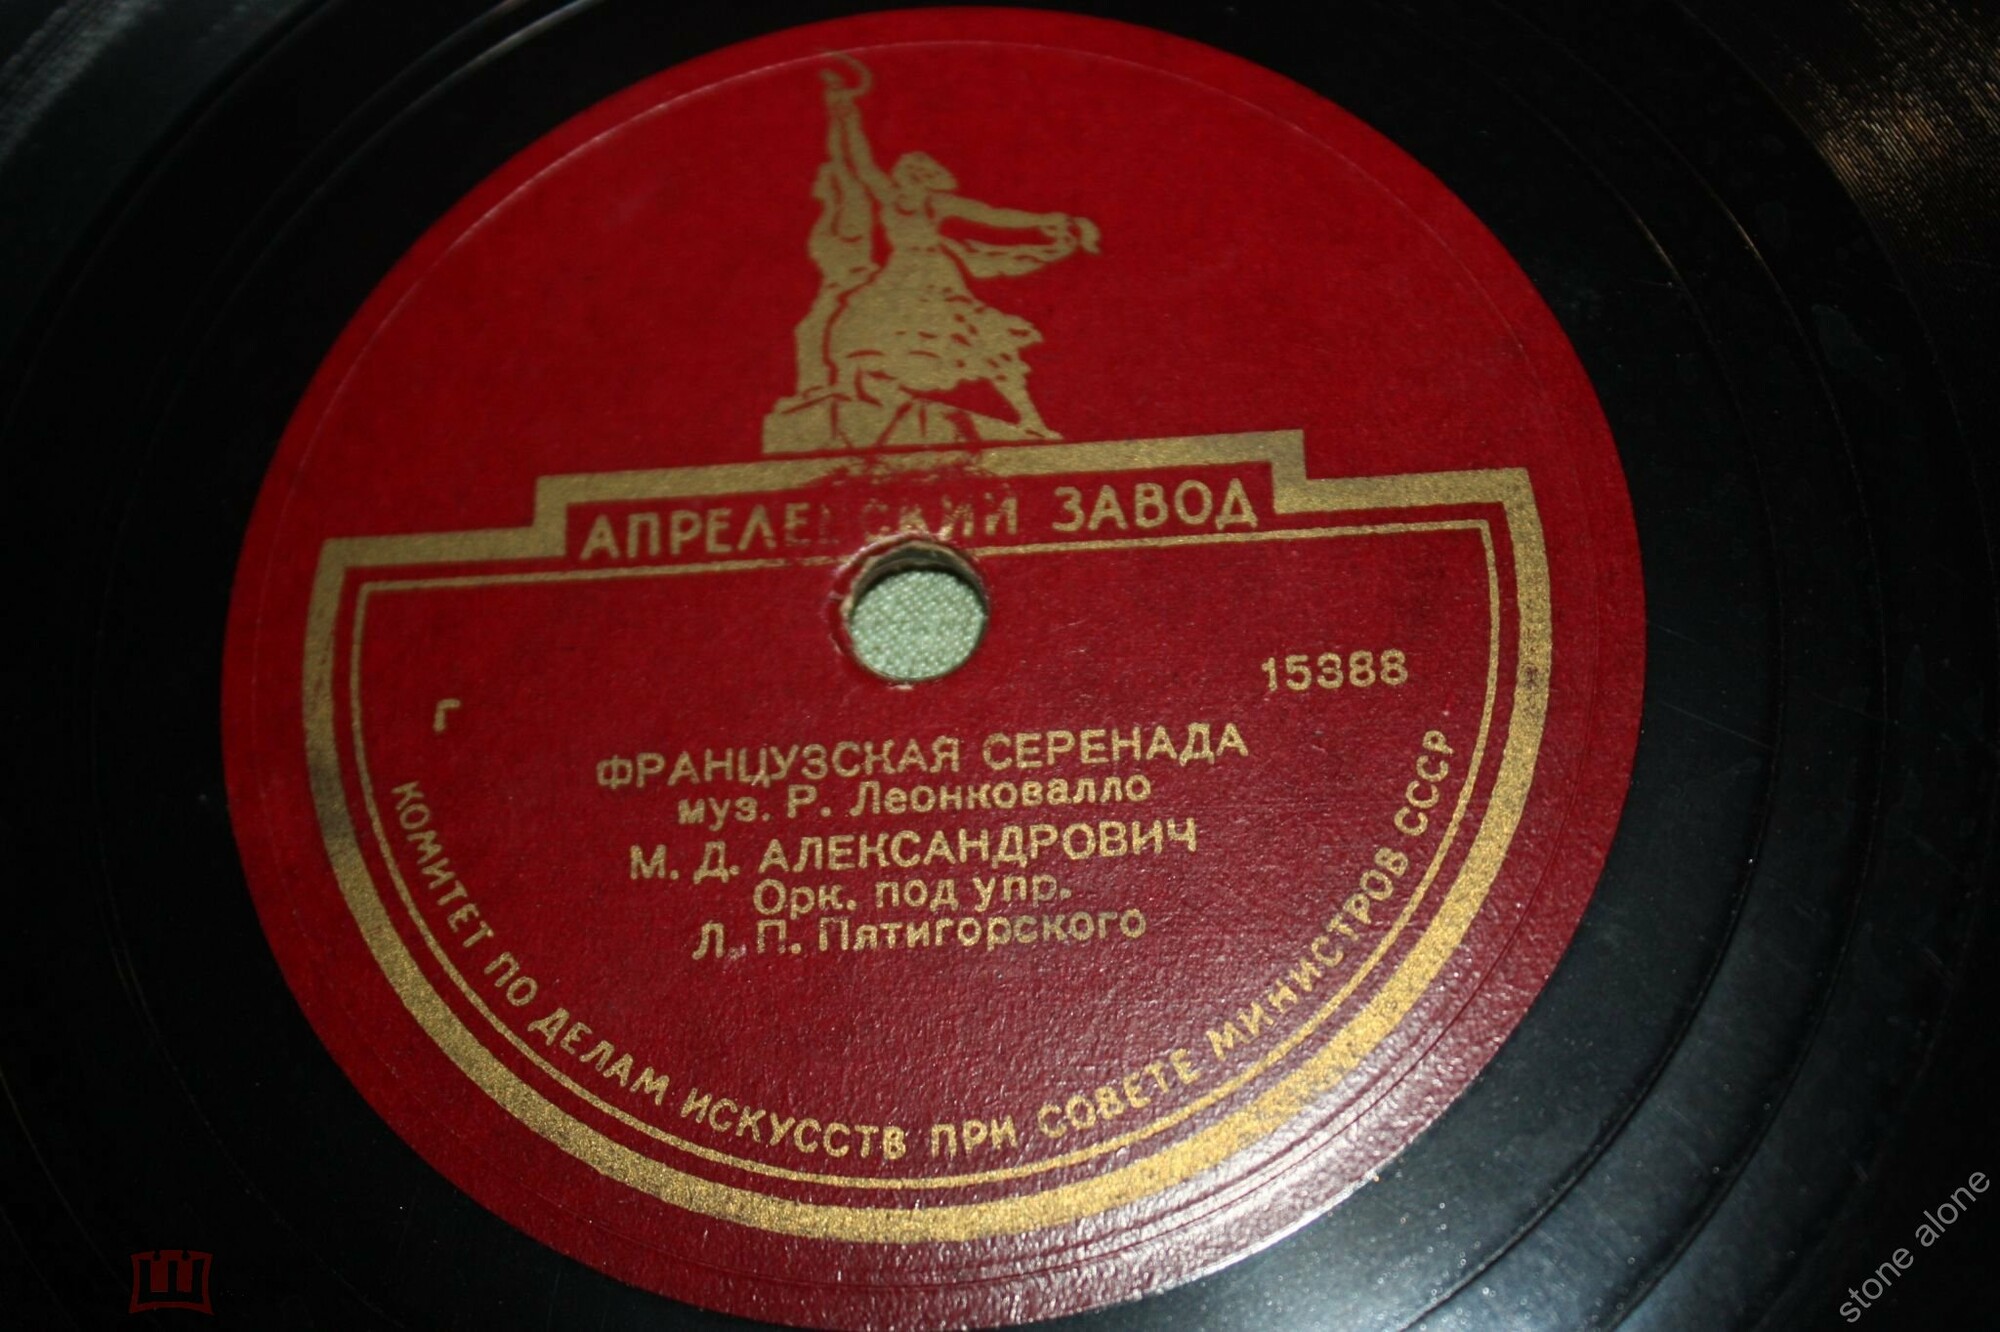 АПРЕЛЕВСКИЙ ЗАВОД
15388
Г
ФРАНЦУЗСКАЯ СЕРЕНАДА
муз. Р. Леонковалло
М. Д. АЛЕКСАНДРОВИЧ
Орк. под упр.
Л. П. Пятигорского
КОМИТЕТ ПО ДЕЛАМ ИСКУССТВ ПРИ СОВЕТЕ МИНИСТРОВ СССР
stone alone